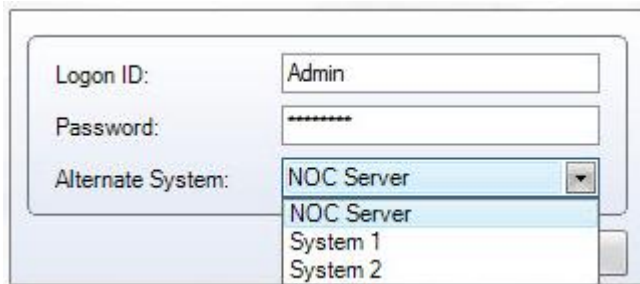 Logon ID: Admin
Password: ********
Alternate System: NOC Server
NOC Server
System 1
System 2